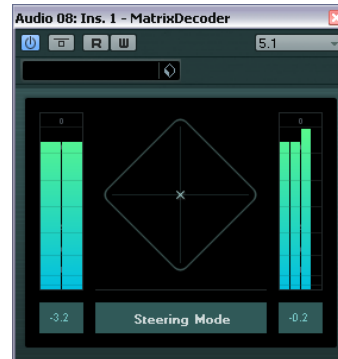 Audio 08: Ins. 1 - MatrixDecoder
R W 5.1
0 0
-3.2 Steering Mode -0.2